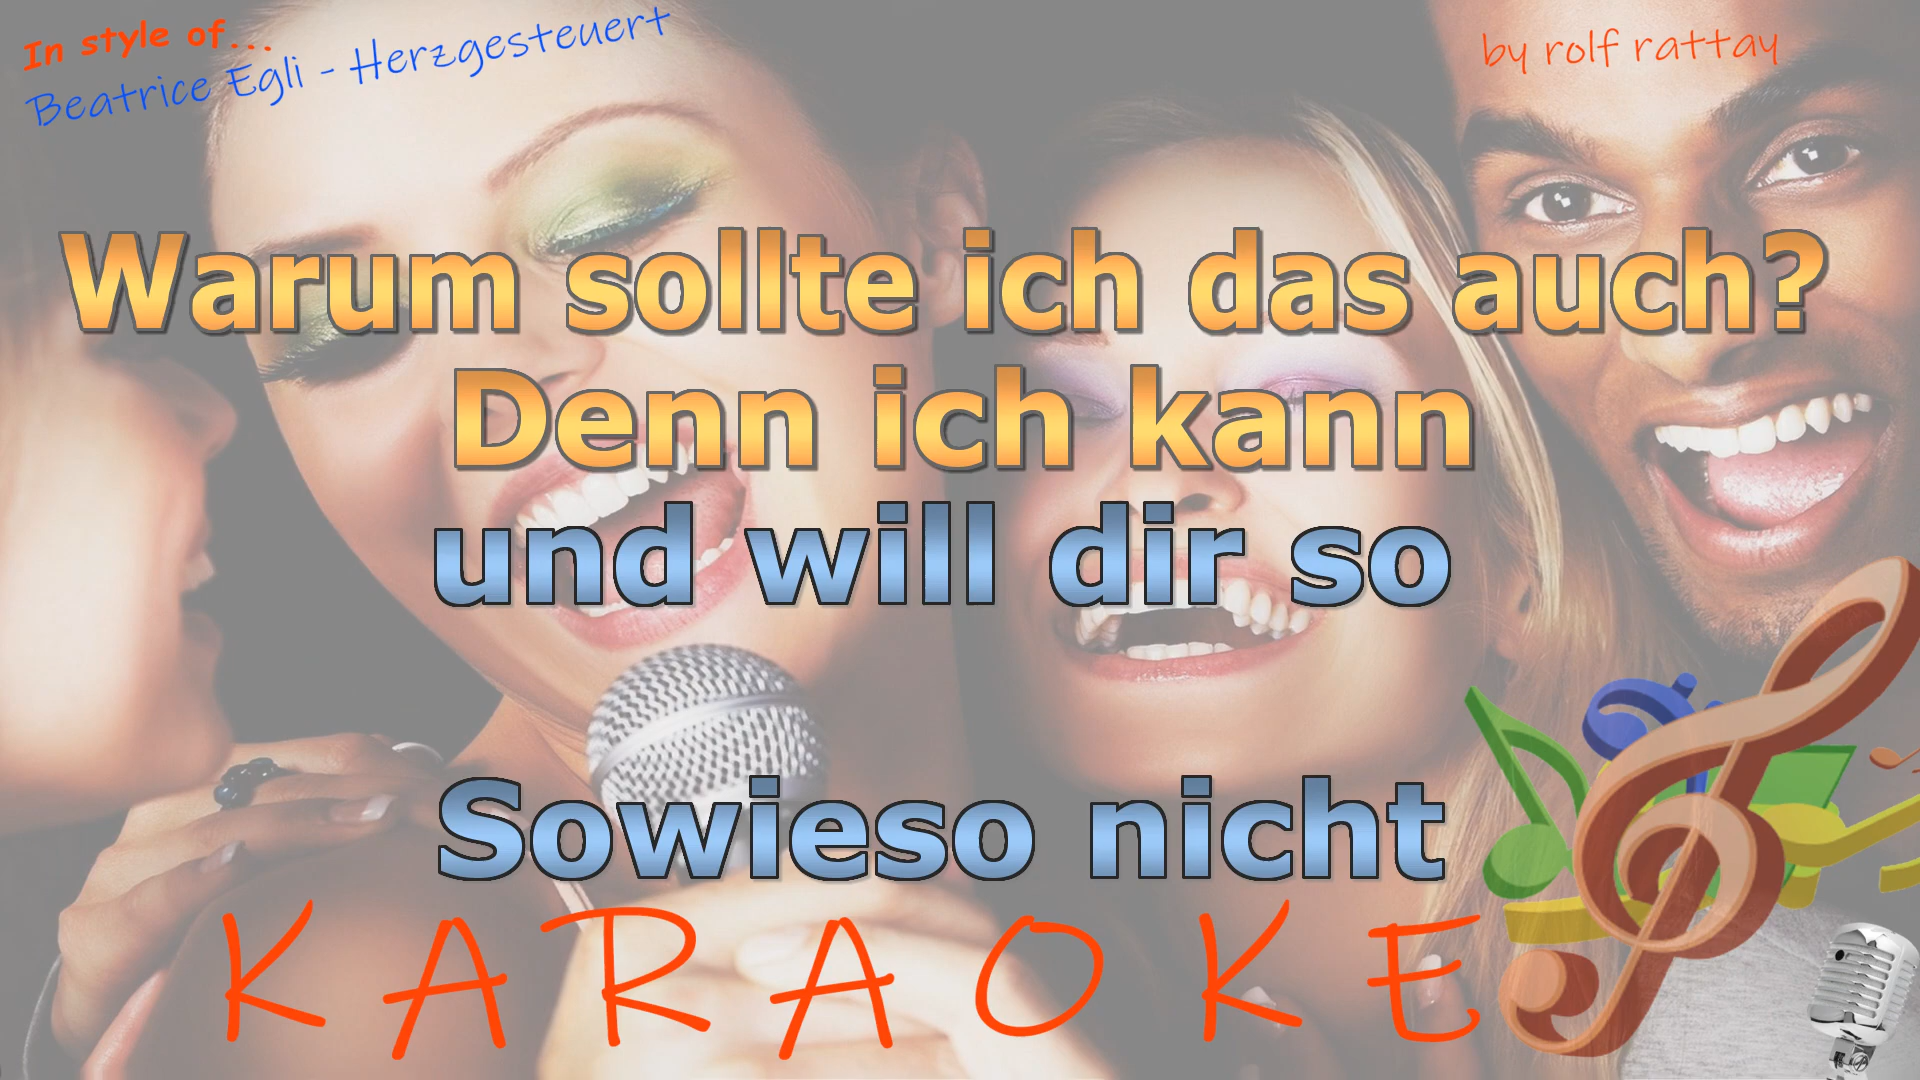 In style of...
Beatrice Egli - Herzgesteuert
by rolf rattay
Warum sollte ich das auch?
Denn ich kann
und will dir so
Sowieso nicht
KARAOKE